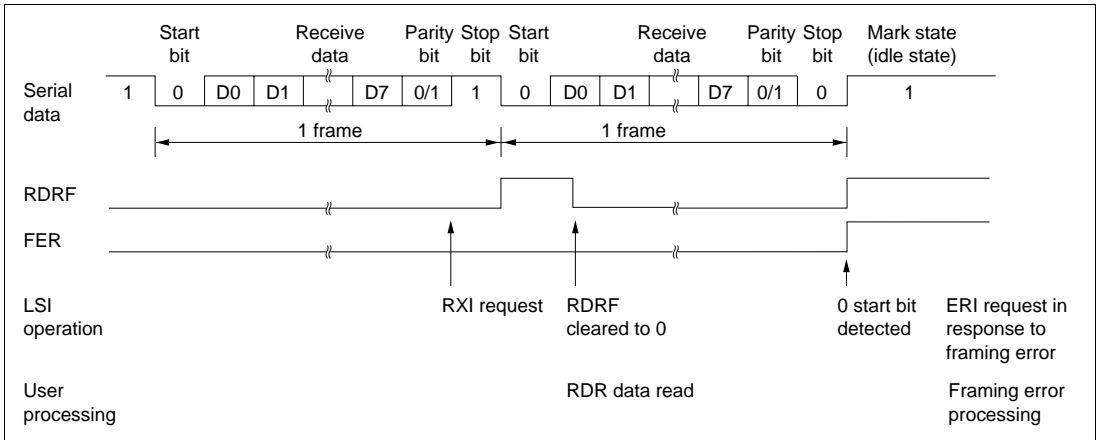 Start bit Receive data Parity bit Stop bit Start bit Receive data Parity bit Stop bit Mark state (idle state)
Serial data 1 0 D0 D1 D7 0/1 1 0 D0 D1 D7 0/1 0 1
1 frame 1 frame
RDRF
FER
LSI operation RXI request RDRF cleared to 0 0 start bit detected ERI request in response to framing error
User processing RDR data read Framing error processing